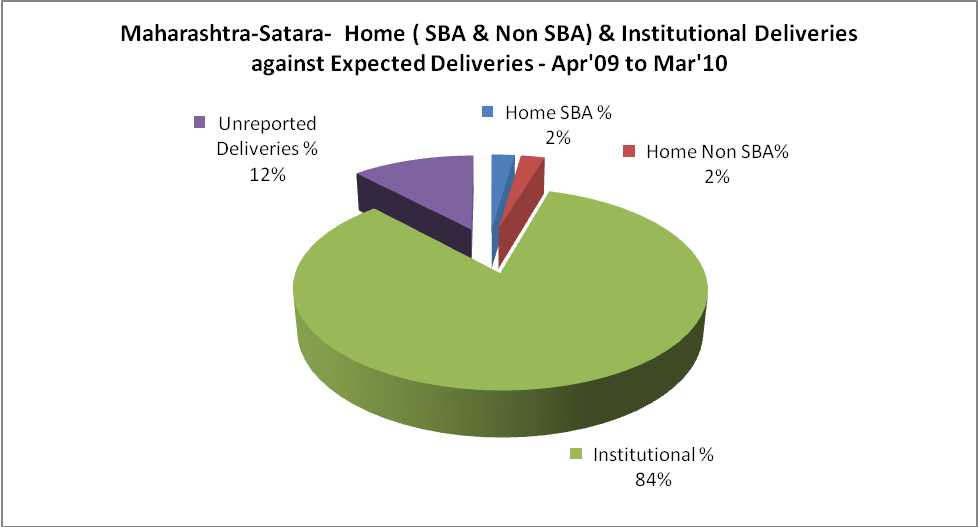 Maharashtra-Satara- Home ( SBA & Non SBA) & Institutional Deliveries
against Expected Deliveries - Apr'09 to Mar'10
Home SBA %
2%
Unreported
Deliveries %
12%
Home Non SBA%
2%
Institutional %
84%